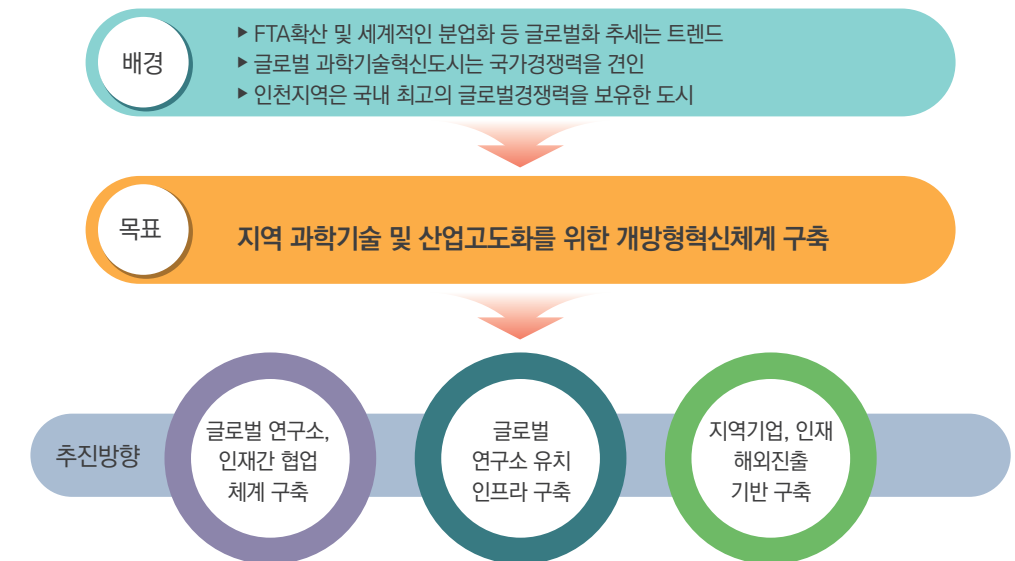 배경
▶ FTA확산 및 세계적인 분업화 등 글로벌화 추세는 트렌드
▶ 글로벌 과학기술혁신도시는 국가경쟁력을 견인
▶ 인천지역은 국내 최고의 글로벌경쟁력을 보유한 도시
목표
지역 과학기술 및 산업고도화를 위한 개방형혁신체계 구축
추진방향
글로벌 연구소,
인재간 협업
체계 구축
글로벌
연구소 유치
인프라 구축
지역기업, 인재
해외진출
기반 구축